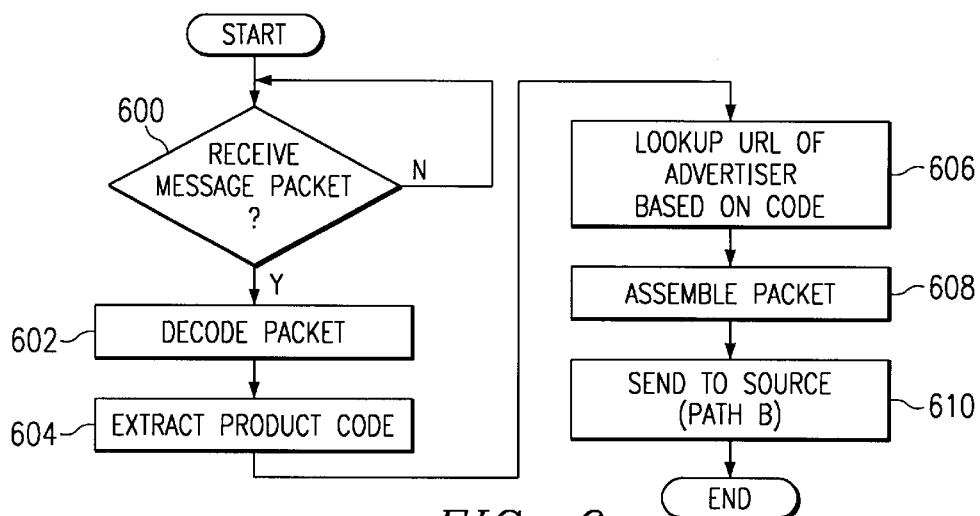 START
600
RECEIVE
MESSAGE PACKET
?
N
Y
602
DECODE PACKET
604
EXTRACT PRODUCT CODE
LOOKUP URL OF
ADVERTISER
BASED ON CODE
606
ASSEMBLE PACKET
608
SEND TO SOURCE
(PATH B)
610
END